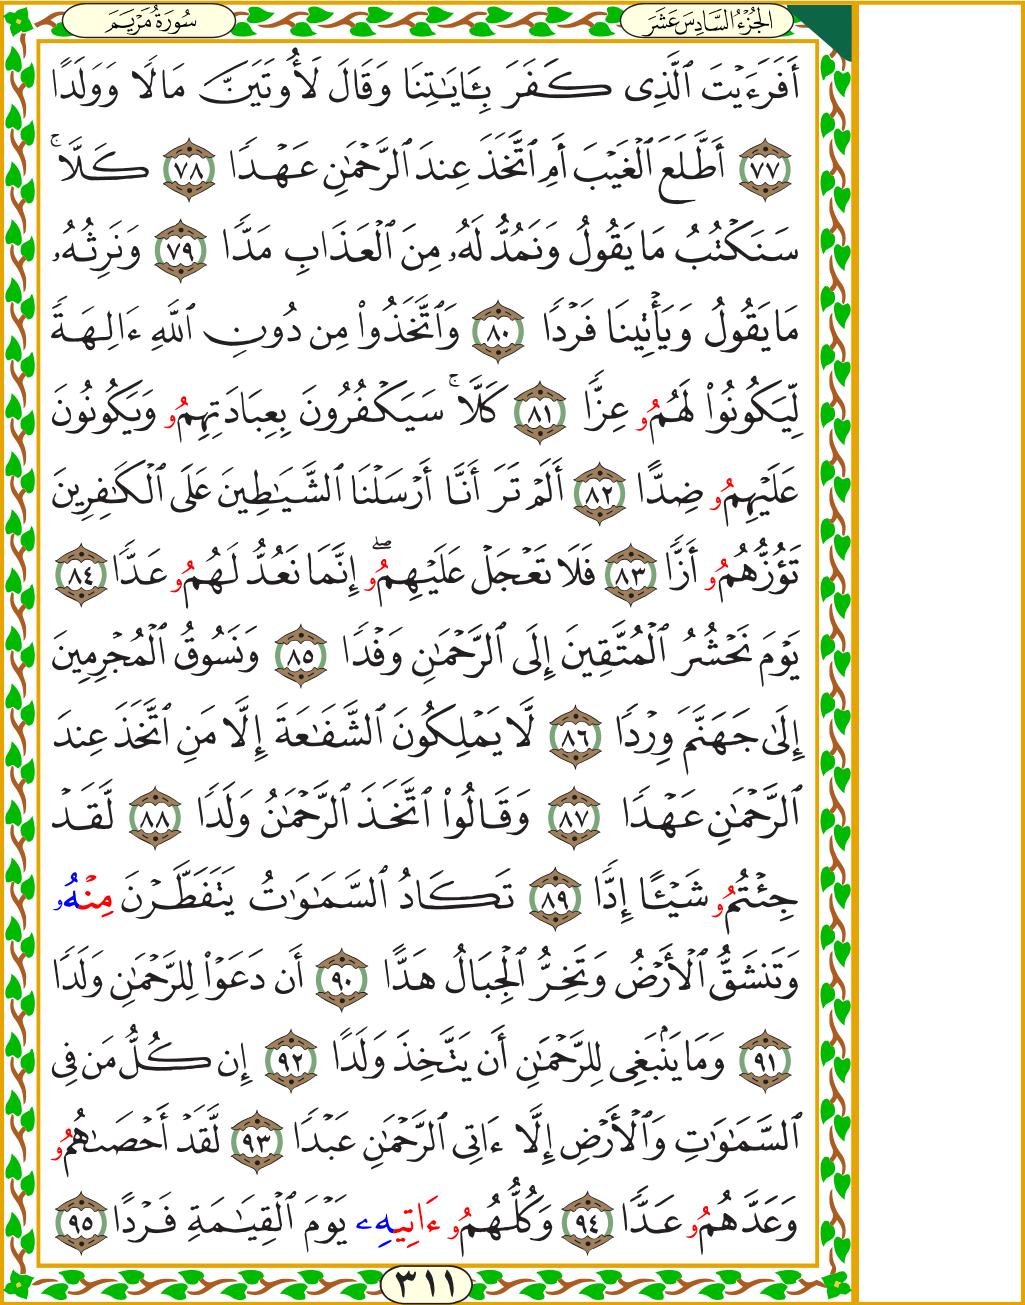 الجُزْءُ السَّادِسَ عَشَرَ
سُورَةُ مَرْيَمَ
أَفَرَءَيْتَ ٱلَّذِى كَفَرَ بِـَٔايَـٰتِنَا وَقَالَ لَأُوتَيَنَّ مَالًا وَوَلَدًا
٧٧ أَطَّلَعَ ٱلْغَيْبَ أَمِ ٱتَّخَذَ عِندَ ٱلرَّحْمَـٰنِ عَهْدًا ٧٨ كَلَّاۚ
سَنَكْتُبُ مَا يَقُولُ وَنَمُدُّ لَهُۥ مِنَ ٱلْعَذَابِ مَدًّا ٧٩ وَنَرِثُهُۥ
مَا يَقُولُ وَيَأْتِينَا فَرْدًا ٨٠ وَٱتَّخَذُوا۟ مِن دُونِ ٱللَّهِ ءَالِهَةً
لِّيَكُونُوا۟ لَهُمُۥ عِزًّا ٨١ كَلَّاۚ سَيَكْفُرُونَ بِعِبَادَتِهِمُۥ وَيَكُونُونَ
عَلَيْهِمُۥ ضِدًّا ٨٢ أَلَمْ تَرَ أَنَّا أَرْسَلْنَا ٱلشَّيَـٰطِينَ عَلَى ٱلْكَـٰفِرِينَ
تَؤُزُّهُمُۥ أَزًّا ٨٣ فَلَا تَعْجَلْ عَلَيْهِمُۥۖ إِنَّمَا نَعُدُّ لَهُمُۥ عَدًّا ٨٤
يَوْمَ نَحْشُرُ ٱلْمُتَّقِينَ إِلَى ٱلرَّحْمَـٰنِ وَفْدًا ٨٥ وَنَسُوقُ ٱلْمُجْرِمِينَ
إِلَىٰ جَهَنَّمَ وِرْدًا ٨٦ لَّا يَمْلِكُونَ ٱلشَّفَـٰعَةَ إِلَّا مَنِ ٱتَّخَذَ عِندَ
ٱلرَّحْمَـٰنِ عَهْدًا ٨٧ وَقَالُوا۟ ٱتَّخَذَ ٱلرَّحْمَـٰنُ وَلَدًا ٨٨ لَّقَدْ
جِئْتُمُۥ شَيْـًٔا إِدًّا ٨٩ تَكَادُ ٱلسَّمَـٰوَٰتُ يَتَفَطَّرْنَ مِنْهُۥ
وَتَنشَقُّ ٱلْأَرْضُ وَتَخِرُّ ٱلْجِبَالُ هَدًّا ٩٠ أَن دَعَوْا۟ لِلرَّحْمَـٰنِ وَلَدًا
٩١ وَمَا يَنۢبَغِى لِلرَّحْمَـٰنِ أَن يَتَّخِذَ وَلَدًا ٩٢ إِن كُلُّ مَن فِى
ٱلسَّمَـٰوَٰتِ وَٱلْأَرْضِ إِلَّا ءَاتِى ٱلرَّحْمَـٰنِ عَبْدًا ٩٣ لَّقَدْ أَحْصَىٰهُمُۥ
وَعَدَّهُمُۥ عَدًّا ٩٤ وَكُلُّهُمُۥ ءَاتِيهِۦ يَوْمَ ٱلْقِيَـٰمَةِ فَرْدًا ٩٥
٣١١